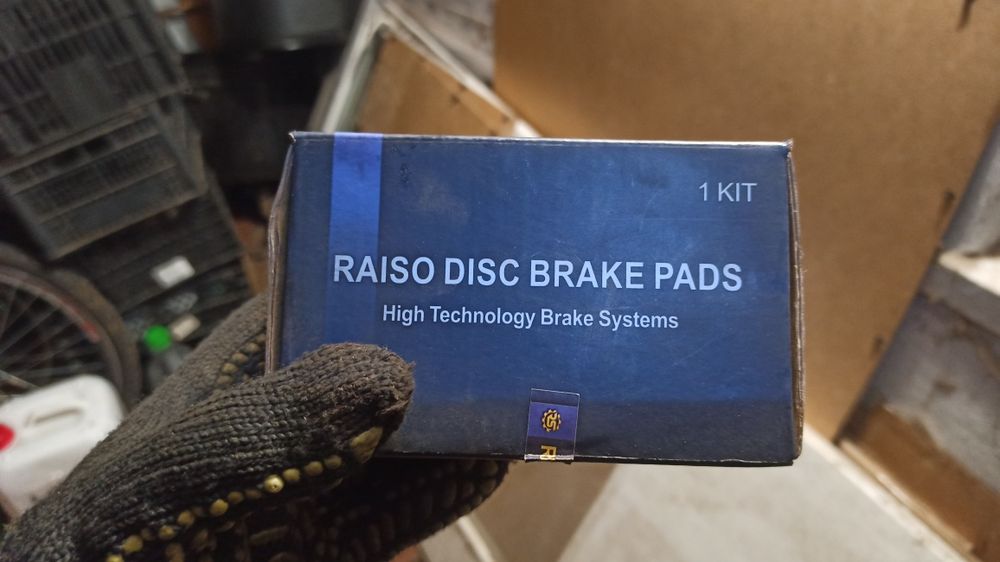 1 KIT
RAISO DISC BRAKE PADS
High Technology Brake Systems
R